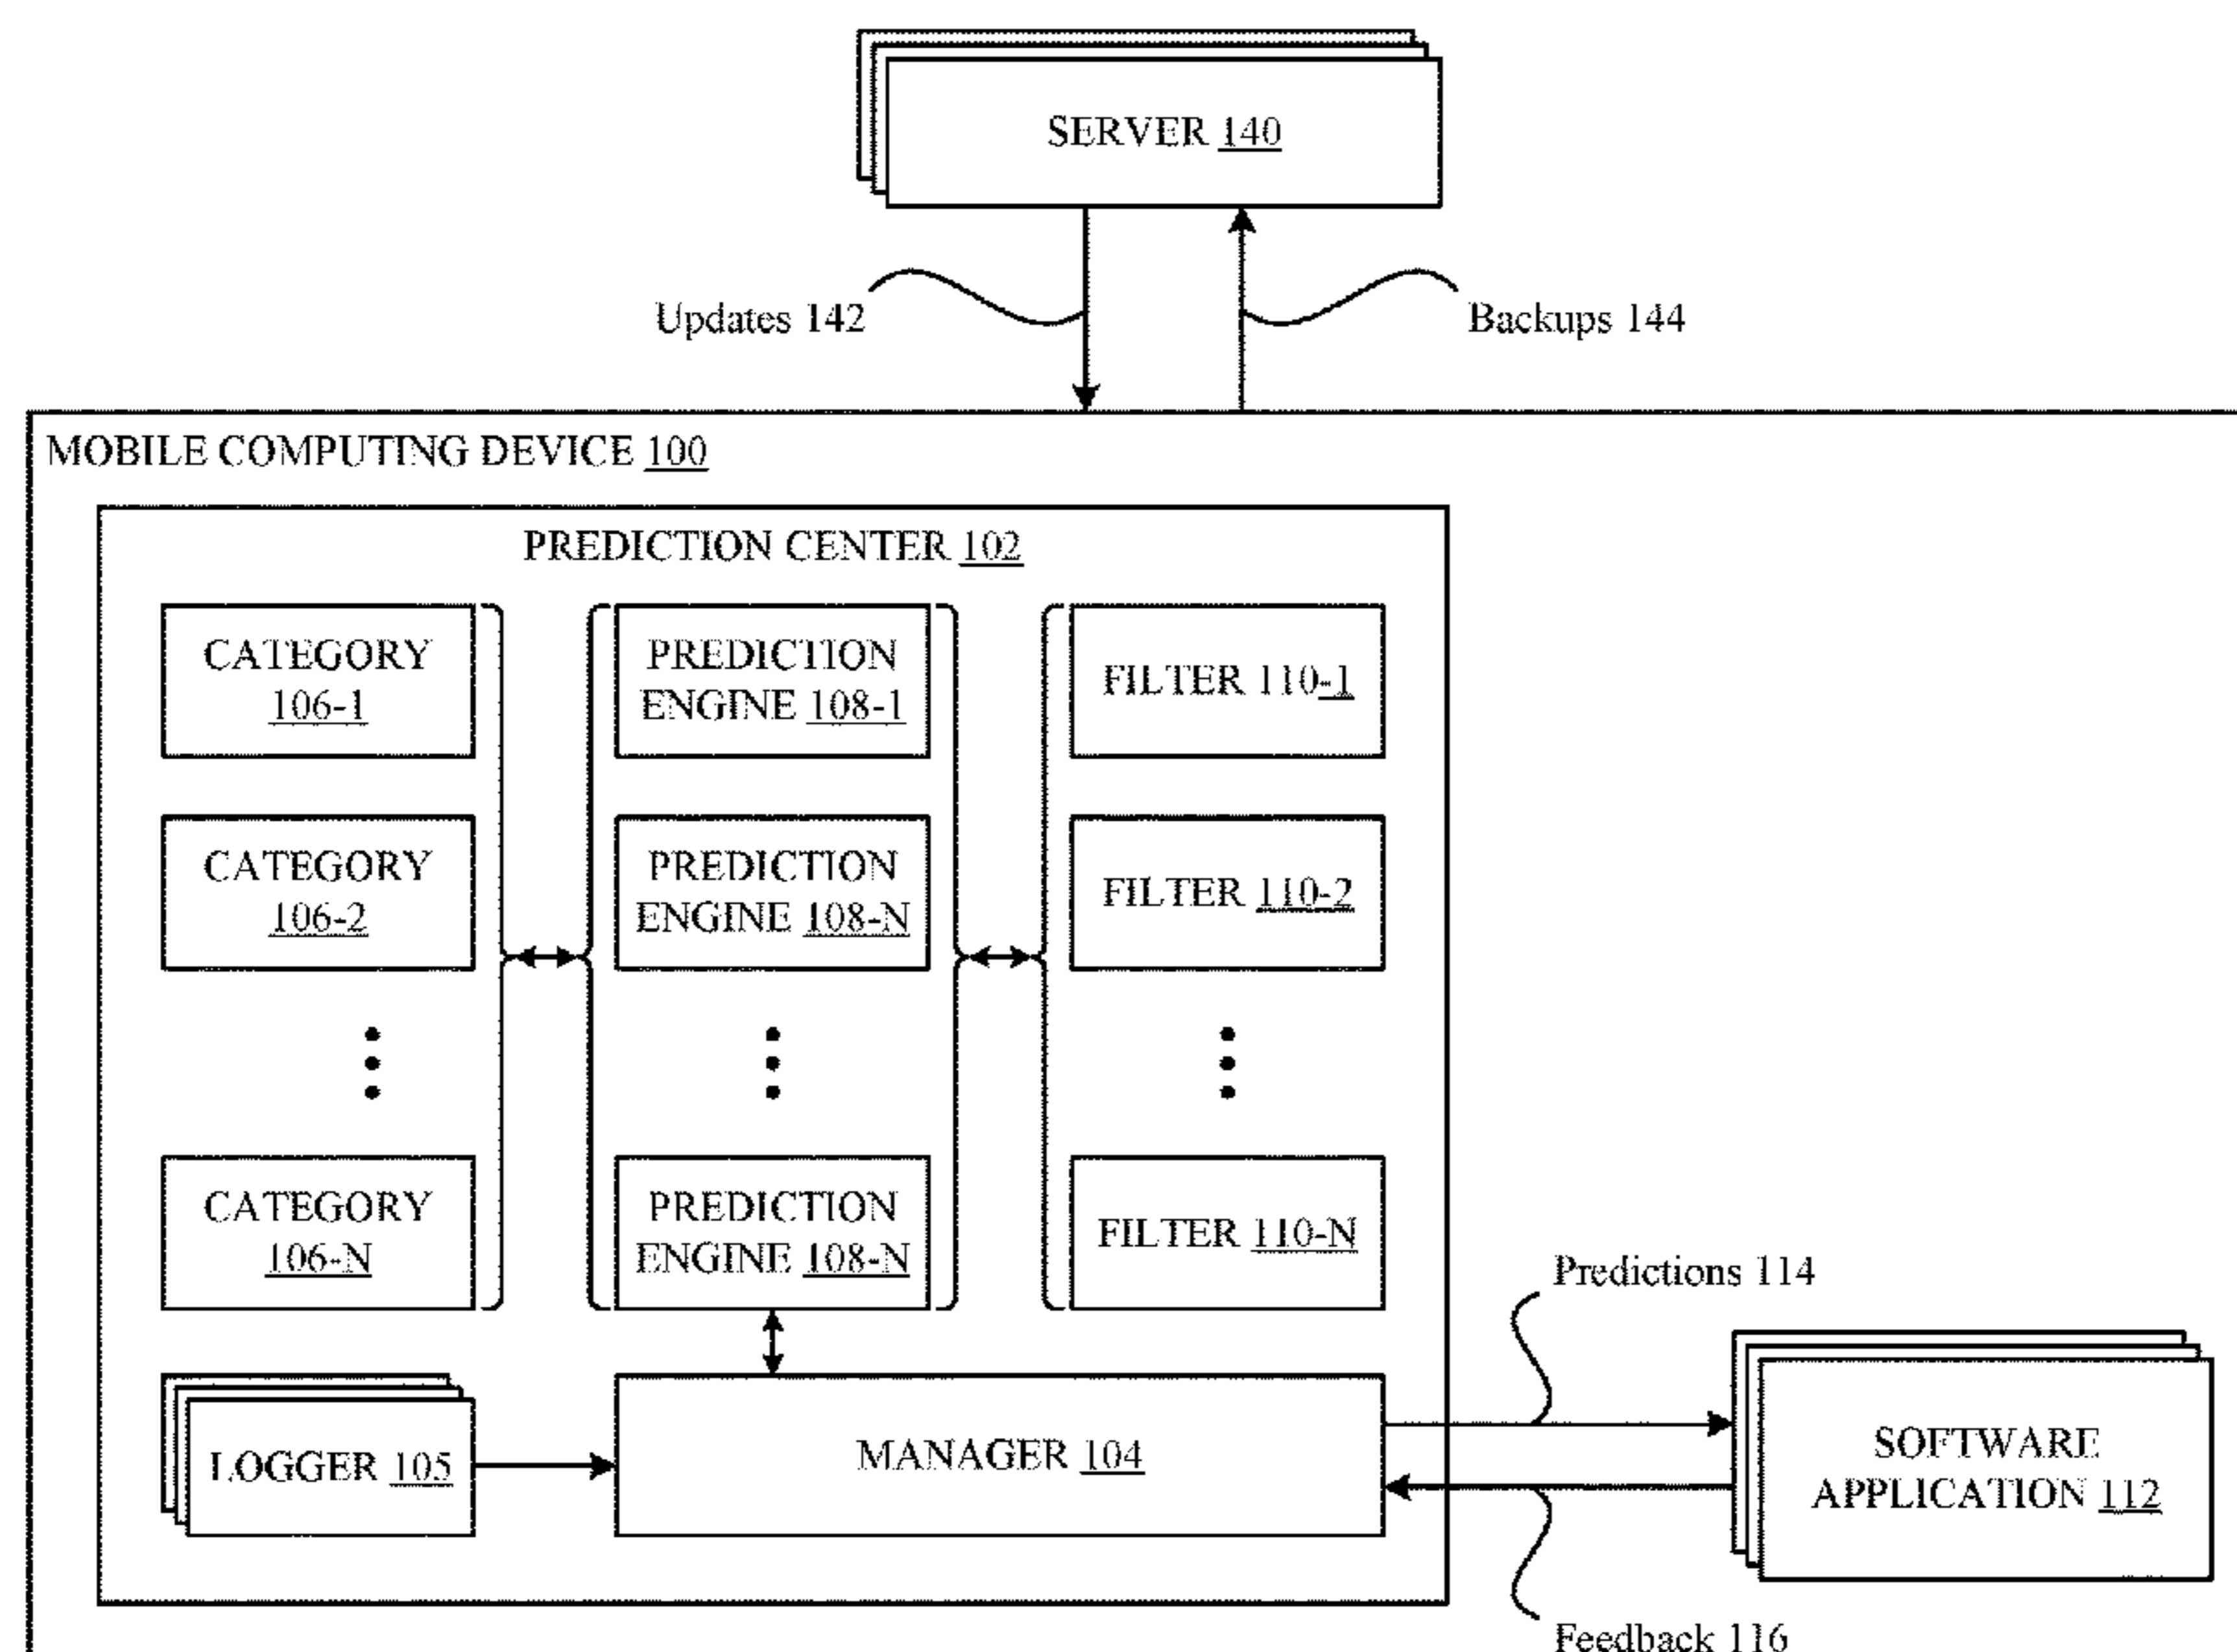 SERVER 140
Updates 142
Backups 144
MOBILE COMPUTING DEVICE 100
PREDICTION CENTER 102
CATEGORY
106-1
PREDICTION
ENGINE 108-1
FILTER 110-1
CATEGORY
106-2
PREDICTION
ENGINE 108-N
FILTER 110-2
CATEGORY
106-N
PREDICTION
ENGINE 108-N
FILTER 110-N
Predictions 114
LOGGER 105
MANAGER 104
SOFTWARE
APPLICATION 112
Feedback 116